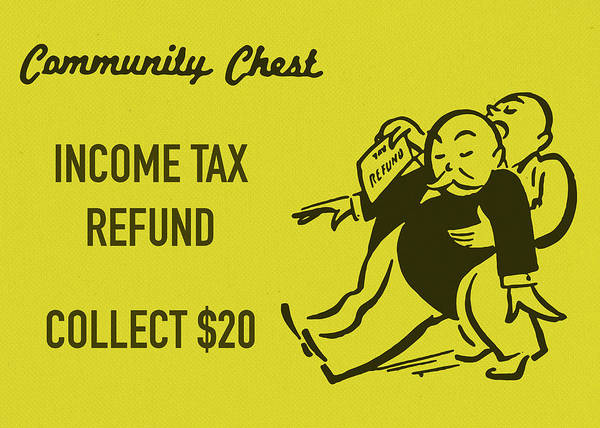 Community Chest
INCOME TAX
REFUND
COLLECT $20
TAX
REFUND